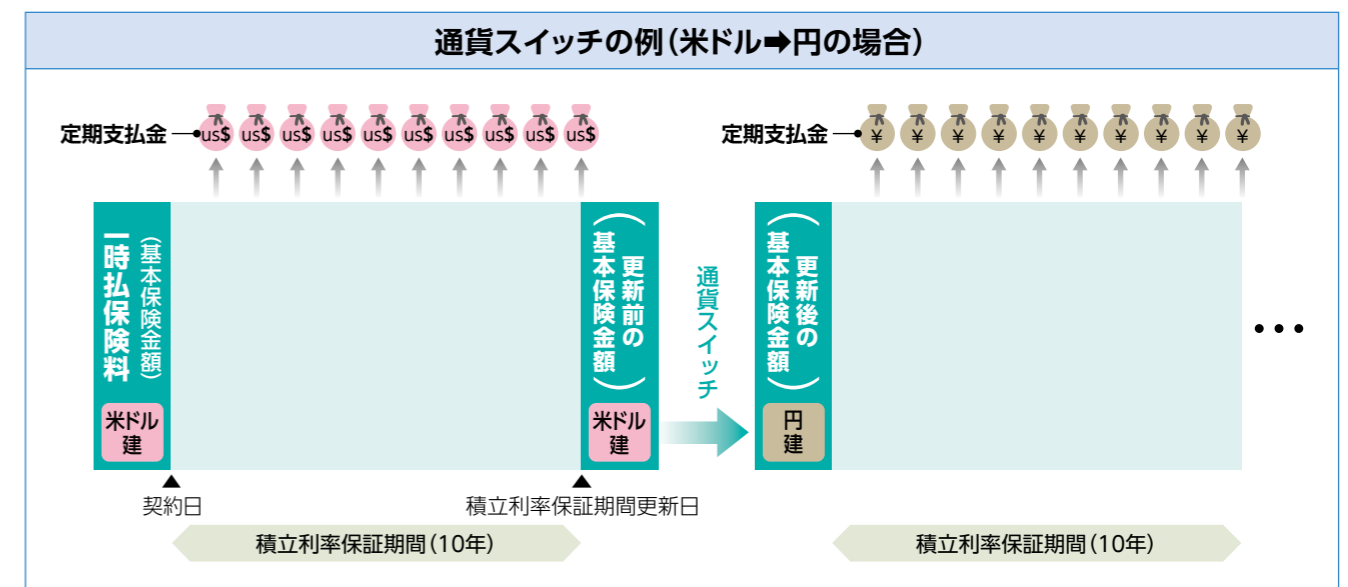 通貨スイッチの例(米ドル➡円の場合)
定期支払金
us$ us$ us$ us$ us$ us$ us$ us$ us$ us$
定期支払金
¥ ¥ ¥ ¥ ¥ ¥ ¥ ¥ ¥ ¥
一時払保険料
(基本保険金額)
米ドル
建
更新前の
基本保険金額
米ドル
建
通貨スイッチ
更新後の
基本保険金額
円
建
•••
契約日
積立利率保証期間更新日
積立利率保証期間(10年)
積立利率保証期間(10年)